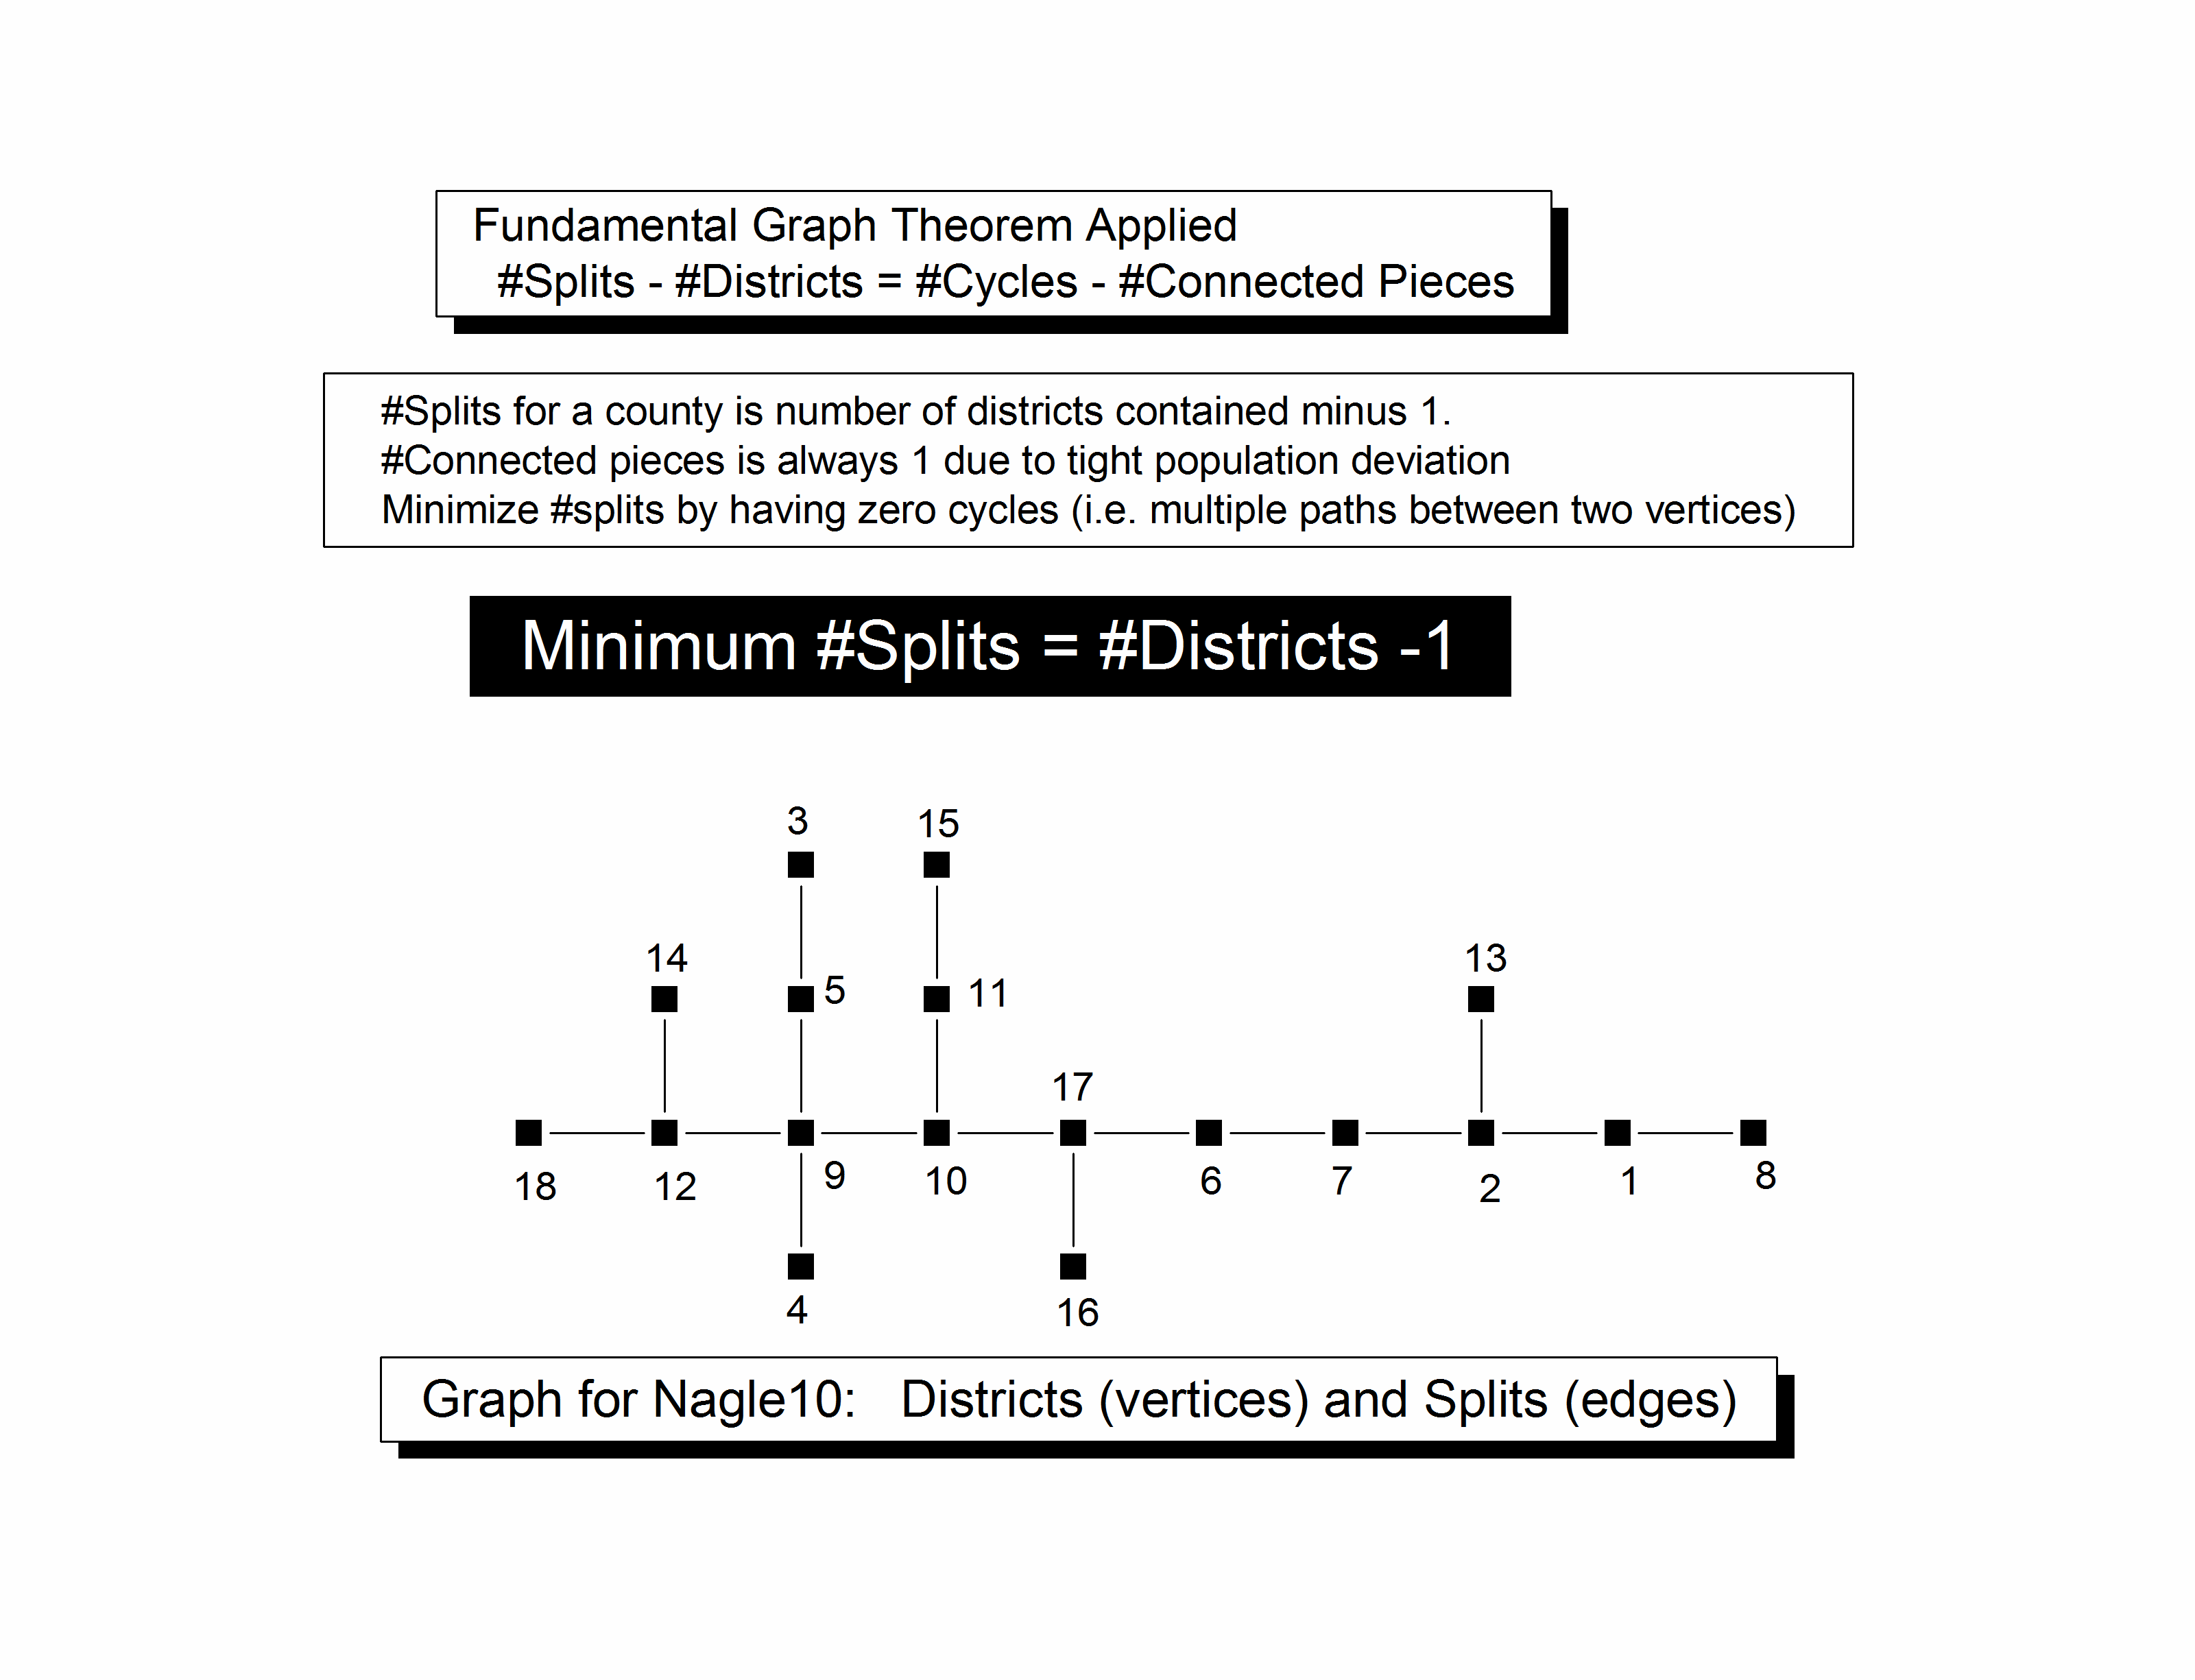 Fundamental Graph Theorem Applied
#Splits - #Districts = #Cycles - #Connected Pieces
#Splits for a county is number of districts contained minus 1.
#Connected pieces is always 1 due to tight population deviation
Minimize #splits by having zero cycles (i.e. multiple paths between two vertices)
Minimum #Splits = #Districts -1
3 15
14 13
5 11
17
18 12 9 10 6 7 2 1 8
4 16
Graph for Nagle10: Districts (vertices) and Splits (edges)